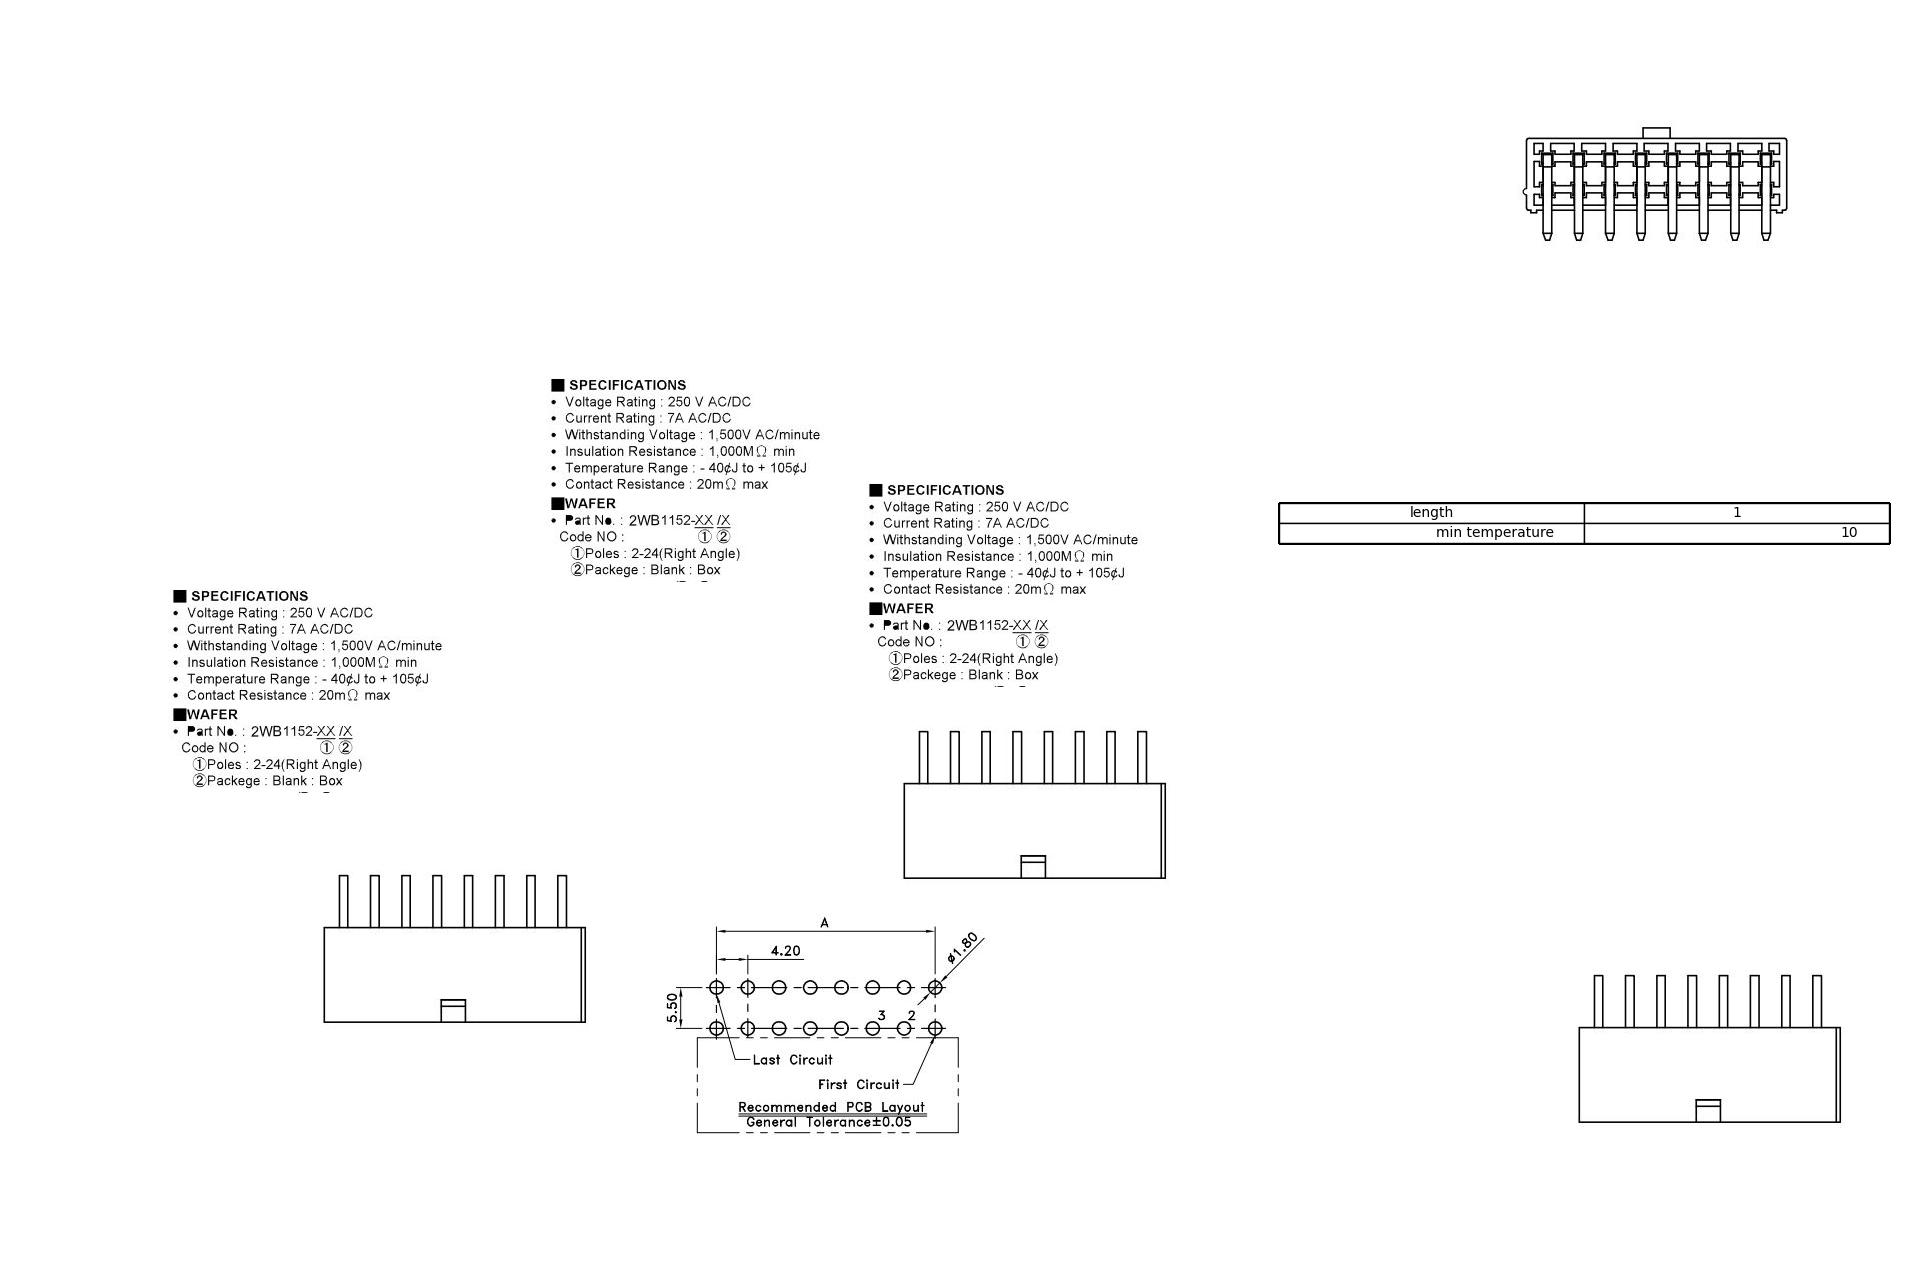 ■ SPECIFICATIONS
• Voltage Rating : 250 V AC/DC
• Current Rating : 7A AC/DC
• Withstanding Voltage : 1,500V AC/minute
• Insulation Resistance : 1,000MΩ min
• Temperature Range : - 40¢J to + 105¢J
• Contact Resistance : 20mΩ max
■WAFER
• Part No. : 2WB1152-XX /X
Code NO : ① ②
①Poles : 2-24(Right Angle)
②Packege : Blank : Box
■ SPECIFICATIONS
• Voltage Rating : 250 V AC/DC
• Current Rating : 7A AC/DC
• Withstanding Voltage : 1,500V AC/minute
• Insulation Resistance : 1,000MΩ min
• Temperature Range : - 40¢J to + 105¢J
• Contact Resistance : 20mΩ max
■WAFER
• Part No. : 2WB1152-XX /X
Code NO : ① ②
①Poles : 2-24(Right Angle)
②Packege : Blank : Box
length 1
min temperature 10
■ SPECIFICATIONS
• Voltage Rating : 250 V AC/DC
• Current Rating : 7A AC/DC
• Withstanding Voltage : 1,500V AC/minute
• Insulation Resistance : 1,000MΩ min
• Temperature Range : - 40¢J to + 105¢J
• Contact Resistance : 20mΩ max
■WAFER
• Part No. : 2WB1152-XX /X
Code NO : ① ②
①Poles : 2-24(Right Angle)
②Packege : Blank : Box
A
4.20
ø1.80
5.50
3 2
Last Circuit
First Circuit
Recommended PCB Layout
General Tolerance±0.05